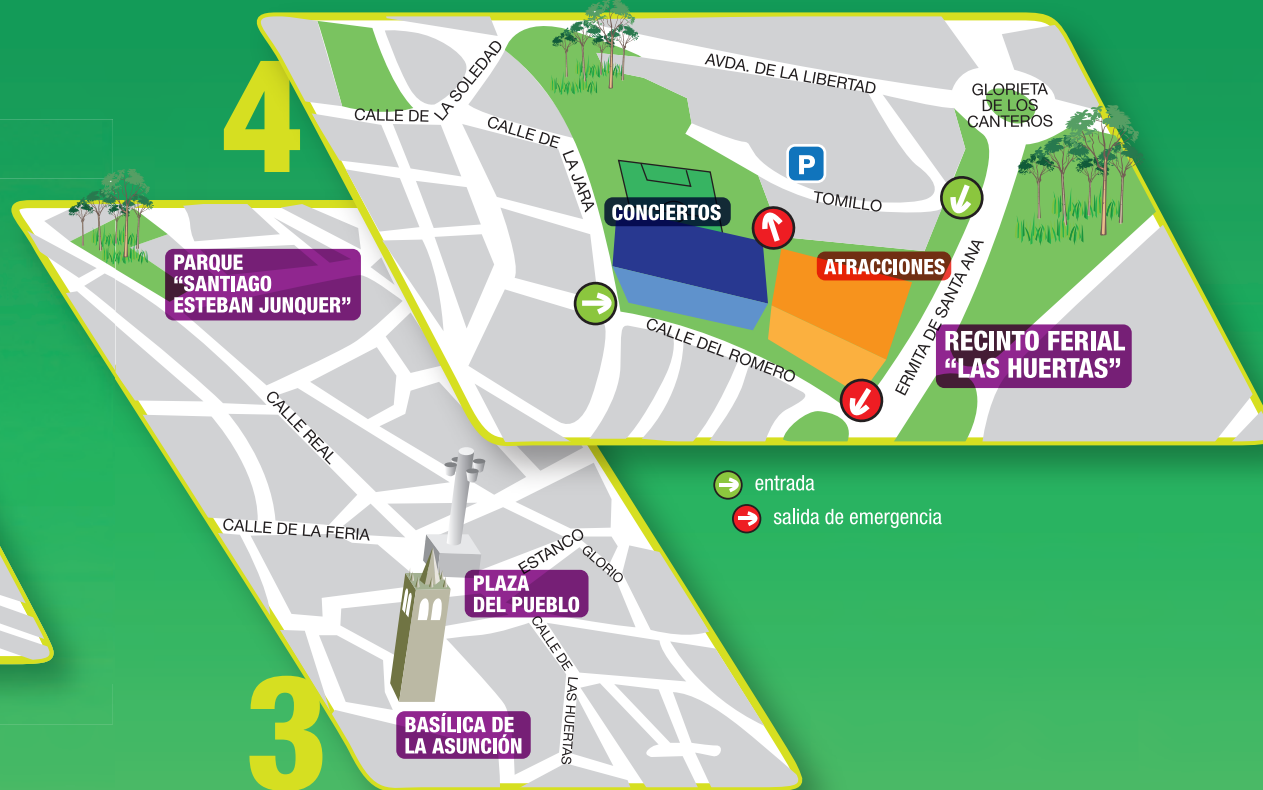 4
CALLE DE
LA SOLEDAD
CALLE DE
LA JARA
AVDA. DE LA LIBERTAD
GLORIETA
DE LOS
CANTEROS
P
TOMILLO
CONCIERTOS
ATRACCIONES
ERMITA DE SANTA ANA
CALLE DEL ROMERO
RECINTO FERIAL
“LAS HUERTAS”
entrada
salida de emergencia
PARQUE
“SANTIAGO
ESTEBAN JUNQUER”
CALLE REAL
CALLE DE LA FERIA
ESTANCO
GLORIO
PLAZA
DEL PUEBLO
CALLE DE
LAS HUERTAS
BASÍLICA DE
LA ASUNCIÓN
3